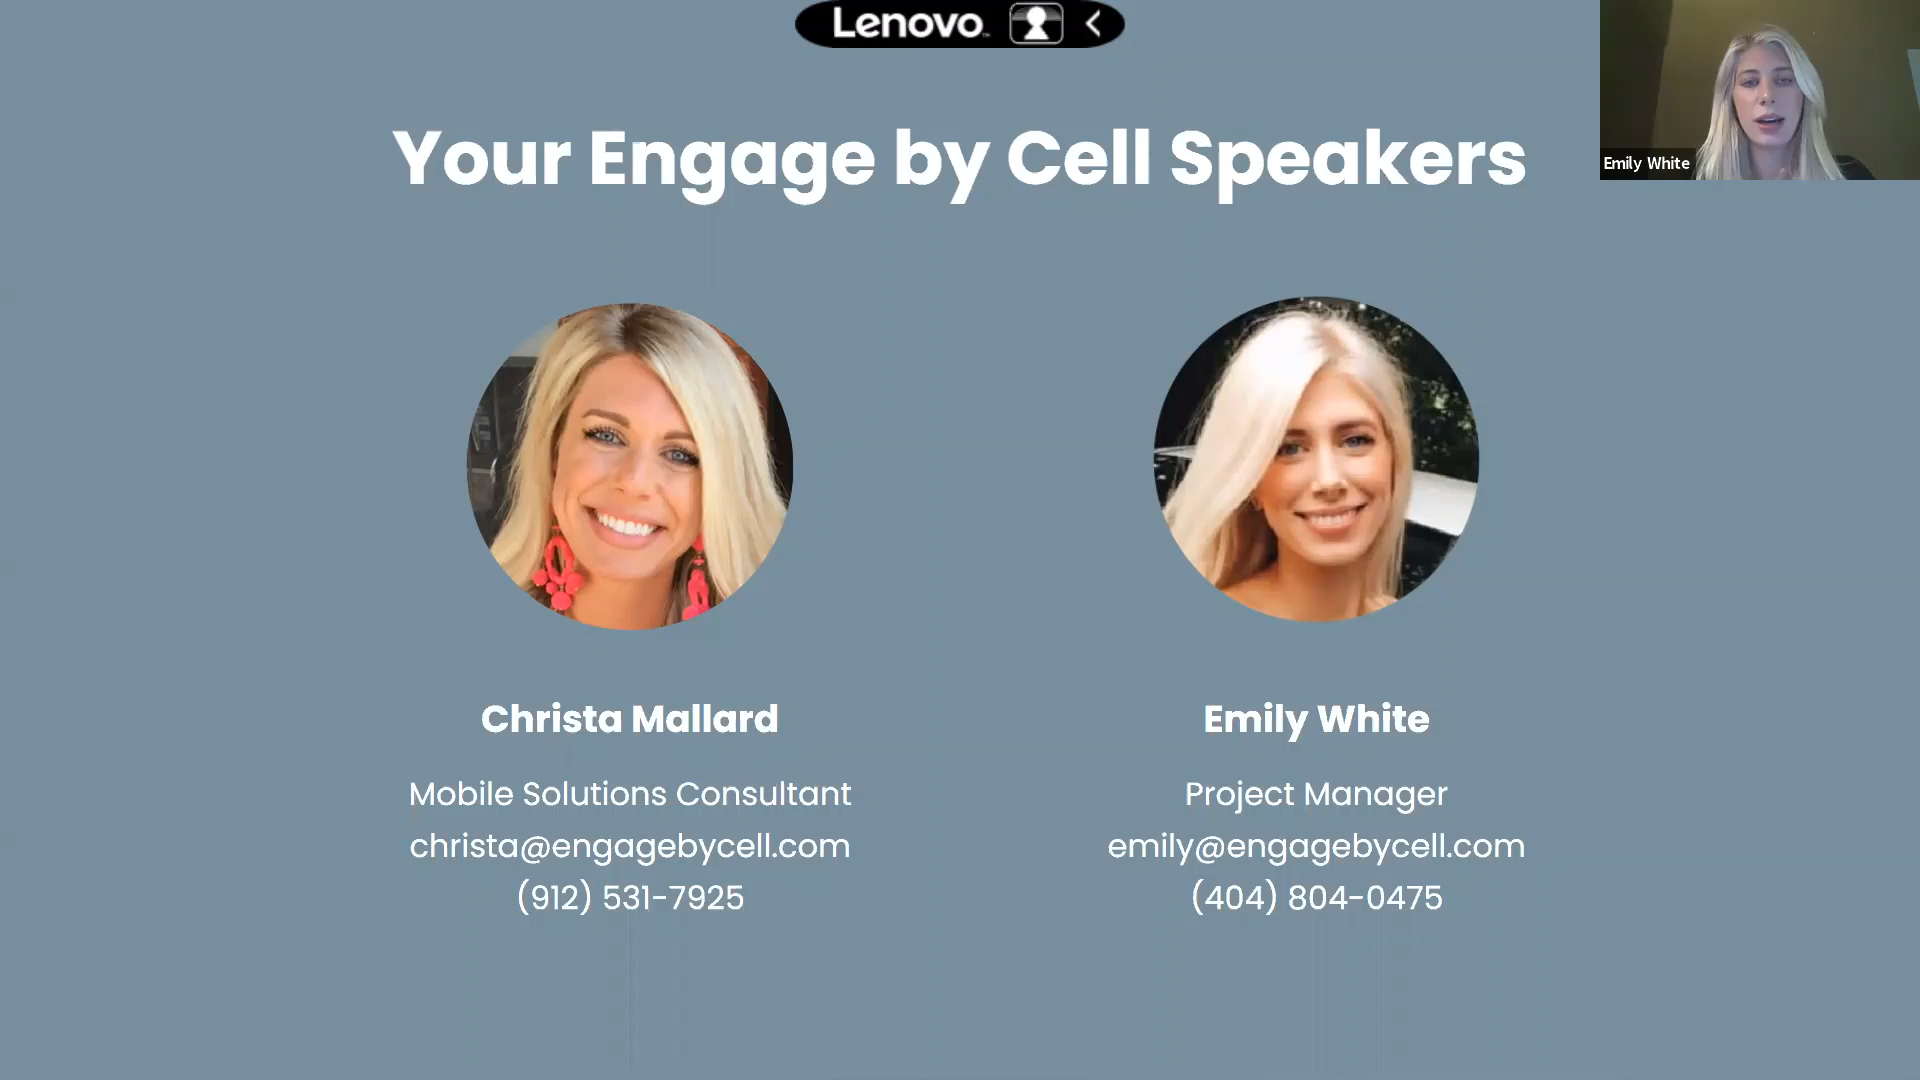 Lenovo
Your Engage by Cell Speakers
Emily White
Christa Mallard
Mobile Solutions Consultant
christa@engagebycell.com
(912) 531-7925
Emily White
Project Manager
emily@engagebycell.com
(404) 804-0475